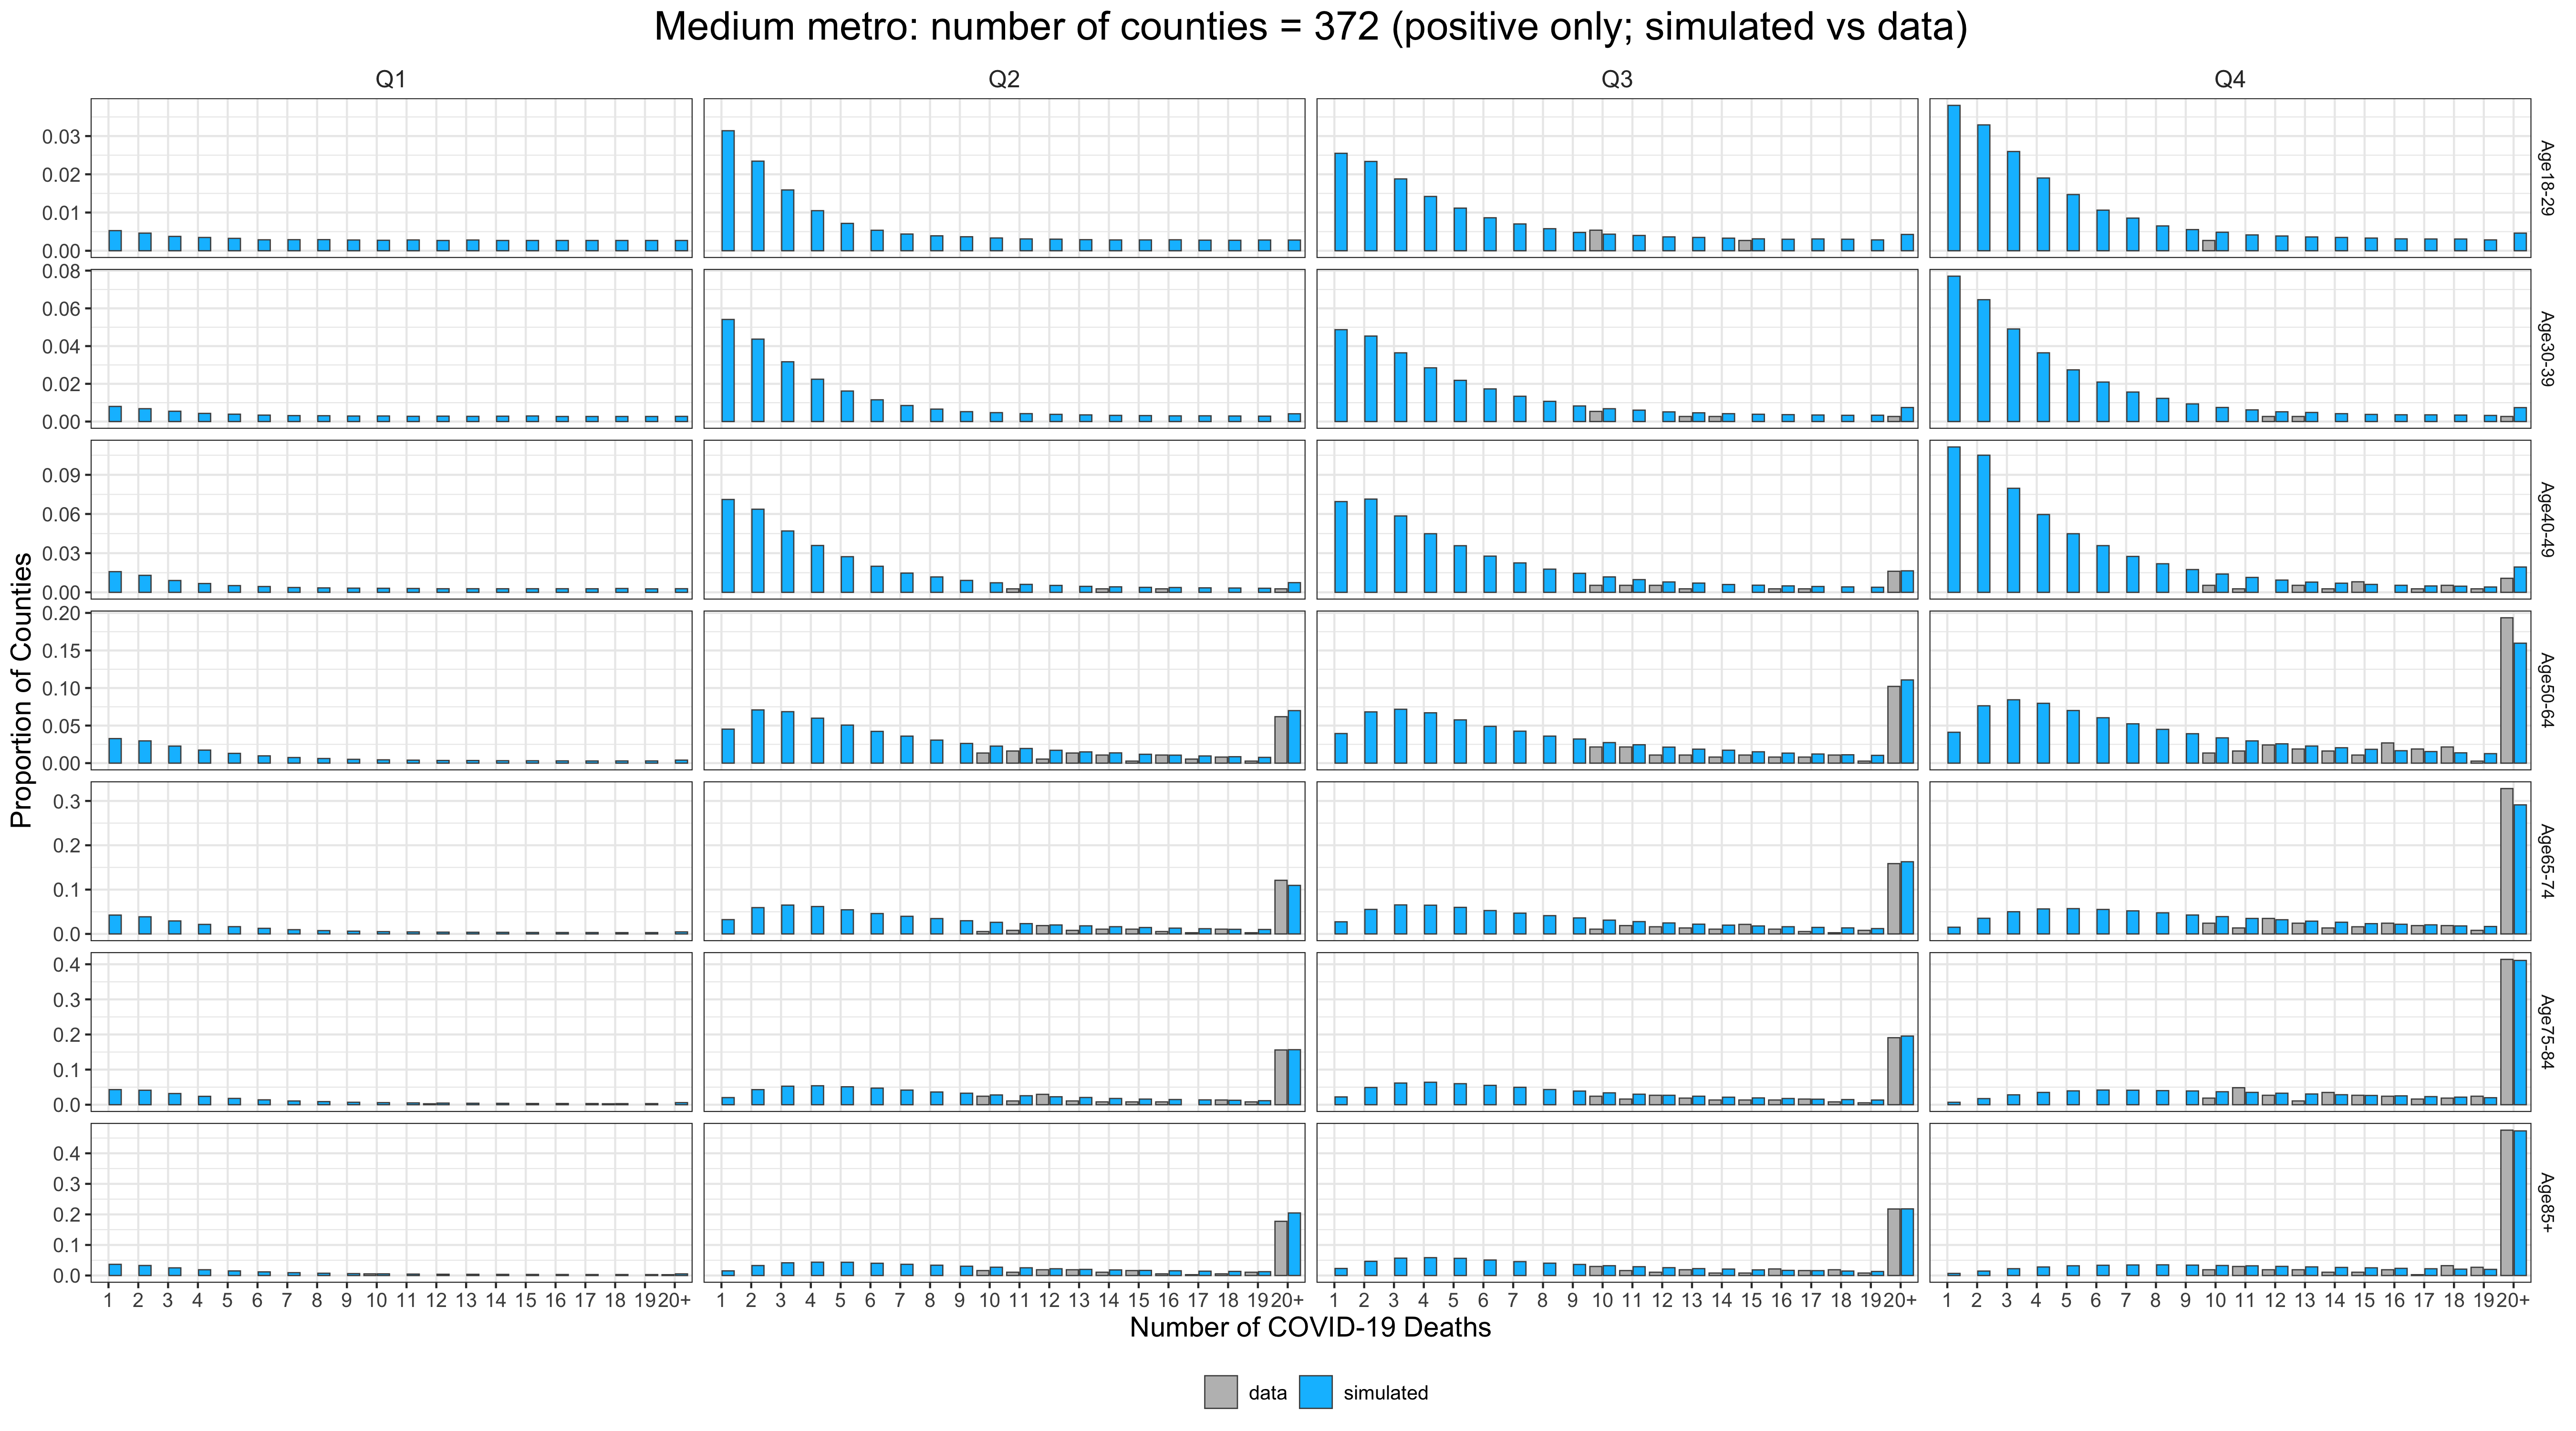 Medium metro: number of counties = 372 (positive only; simulated vs data)
Q1 Q2 Q3 Q4
Proportion of Counties
0.03
0.02
0.01
0.00
Age18-29
0.08
0.06
0.04
0.02
0.00
Age30-39
0.09
0.06
0.03
0.00
Age40-49
0.20
0.15
0.10
0.05
0.00
Age50-64
0.3
0.2
0.1
0.0
Age65-74
0.4
0.3
0.2
0.1
0.0
Age75-84
0.4
0.3
0.2
0.1
0.0
Age85+
1 2 3 4 5 6 7 8 9 10 11 12 13 14 15 16 17 18 19 20+ 1 2 3 4 5 6 7 8 9 10 11 12 13 14 15 16 17 18 19 20+ 1 2 3 4 5 6 7 8 9 10 11 12 13 14 15 16 17 18 19 20+ 1 2 3 4 5 6 7 8 9 10 11 12 13 14 15 16 17 18 19 20+
Number of COVID-19 Deaths
data simulated